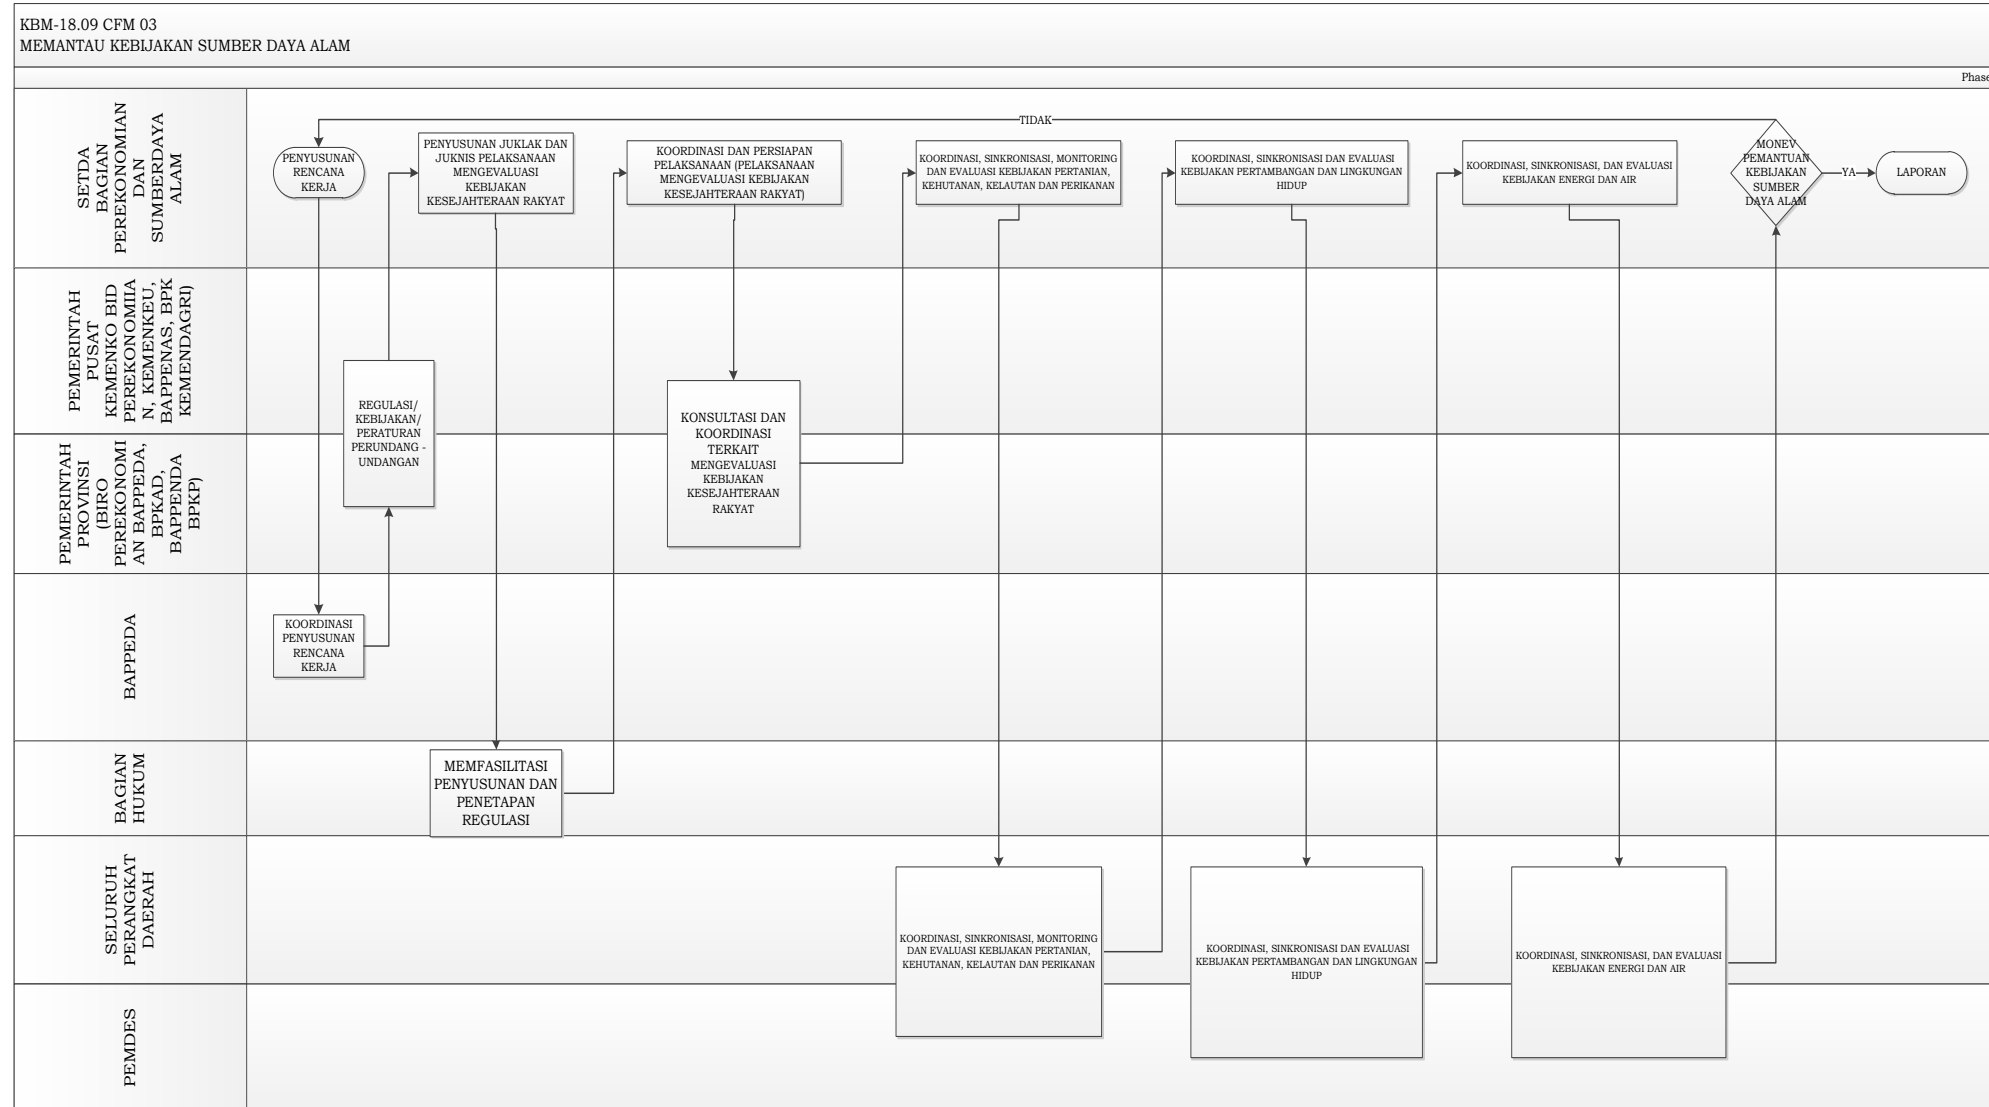 KBM-18.09 CFM 03
MEMANTAU KEBIJAKAN SUMBER DAYA ALAM
Phase
SETDA
BAGIAN
PEREKONOMIAN
DAN
SUMBERDAYA
ALAM
TIDAK
PENYUSUNAN
RENCANA
KERJA
PENYUSUNAN JUKLAK DAN
JUKNIS PELAKSANAAN
MENGEVALUASI
KEBIJAKAN
KESEJAHTERAAN RAKYAT
KOORDINASI DAN PERSIAPAN
PELAKSANAAN (PELAKSANAAN
MENGEVALUASI KEBIJAKAN
KESEJAHTERAAN RAKYAT)
KOORDINASI, SINKRONISASI, MONITORING
DAN EVALUASI KEBIJAKAN PERTANIAN,
KEHUTANAN, KELAUTAN DAN PERIKANAN
KOORDINASI, SINKRONISASI DAN EVALUASI
KEBIJAKAN PERTAMBANGAN DAN LINGKUNGAN
HIDUP
KOORDINASI, SINKRONISASI, DAN EVALUASI
KEBIJAKAN ENERGI DAN AIR
MONEV
PEMANTUAN
KEBIJAKAN
SUMBER
DAYA ALAM
YA
LAPORAN
PEMERINTAH
PUSAT
KEMENKO BID
PEREKONOMIIA
N, KEMENKEU,
BAPPENAS, BPK
KEMENDAGRI)
REGULASI/
KEBIJAKAN/
PERATURAN
PERUNDANG -
UNDANGAN
KONSULTASI DAN
KOORDINASI
TERKAIT
MENGEVALUASI
KEBIJAKAN
KESEJAHTERAAN
RAKYAT
PEMERINTAH
PROVINSI
(BIRO
PEREKONOMI
AN BAPPEDA,
BPKAD,
BAPPENDA
BPKP)
BAPPEDA
KOORDINASI
PENYUSUNAN
RENCANA
KERJA
BAGIAN
HUKUM
MEMFASILITASI
PENYUSUNAN DAN
PENETAPAN
REGULASI
SELURUH
PERANGKAT
DAERAH
KOORDINASI, SINKRONISASI, MONITORING
DAN EVALUASI KEBIJAKAN PERTANIAN,
KEHUTANAN, KELAUTAN DAN PERIKANAN
KOORDINASI, SINKRONISASI DAN EVALUASI
KEBIJAKAN PERTAMBANGAN DAN LINGKUNGAN
HIDUP
KOORDINASI, SINKRONISASI, DAN EVALUASI
KEBIJAKAN ENERGI DAN AIR
PEMDES